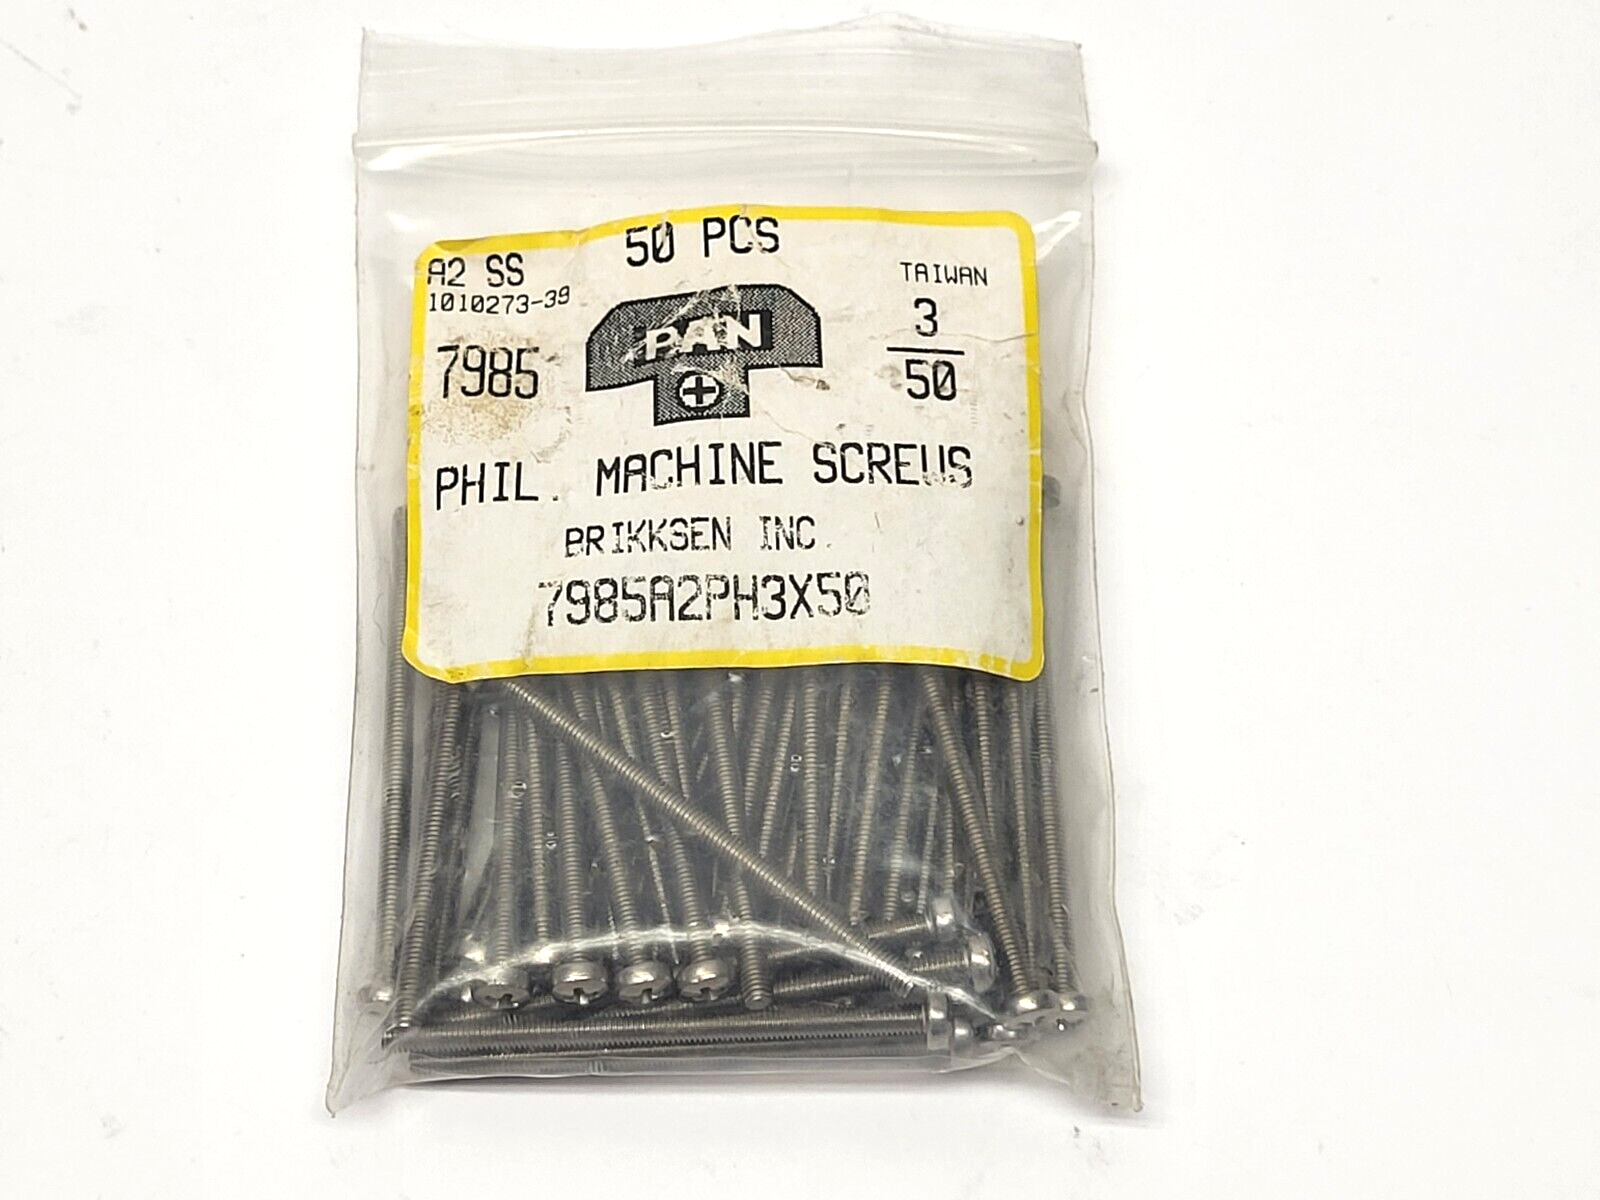 50 PCS
A2 SS
1010273-39
TAIWAN
7985
PAN
3
50
PHIL. MACHINE SCREWS
BRIKKSEN INC.
7985A2PH3X50